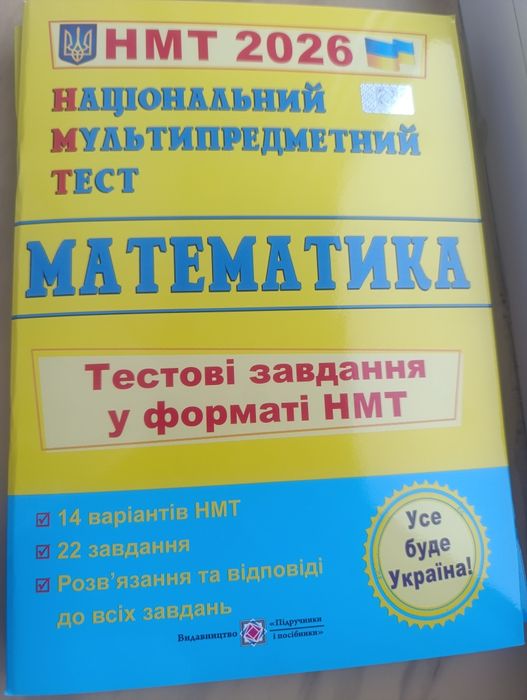 НМТ 2026
НАЦІОНАЛЬНИЙ
МУЛЬТИПРЕДМЕТНИЙ
ТЕСТ
МАТЕМАТИКА
Тестові завдання
у форматі НМТ
14 варіантів НМТ
22 завдання
Розв'язання та відповіді
до всіх завдань
Усе
буде
Україна!
Видавництво «Підручники
і посібники»